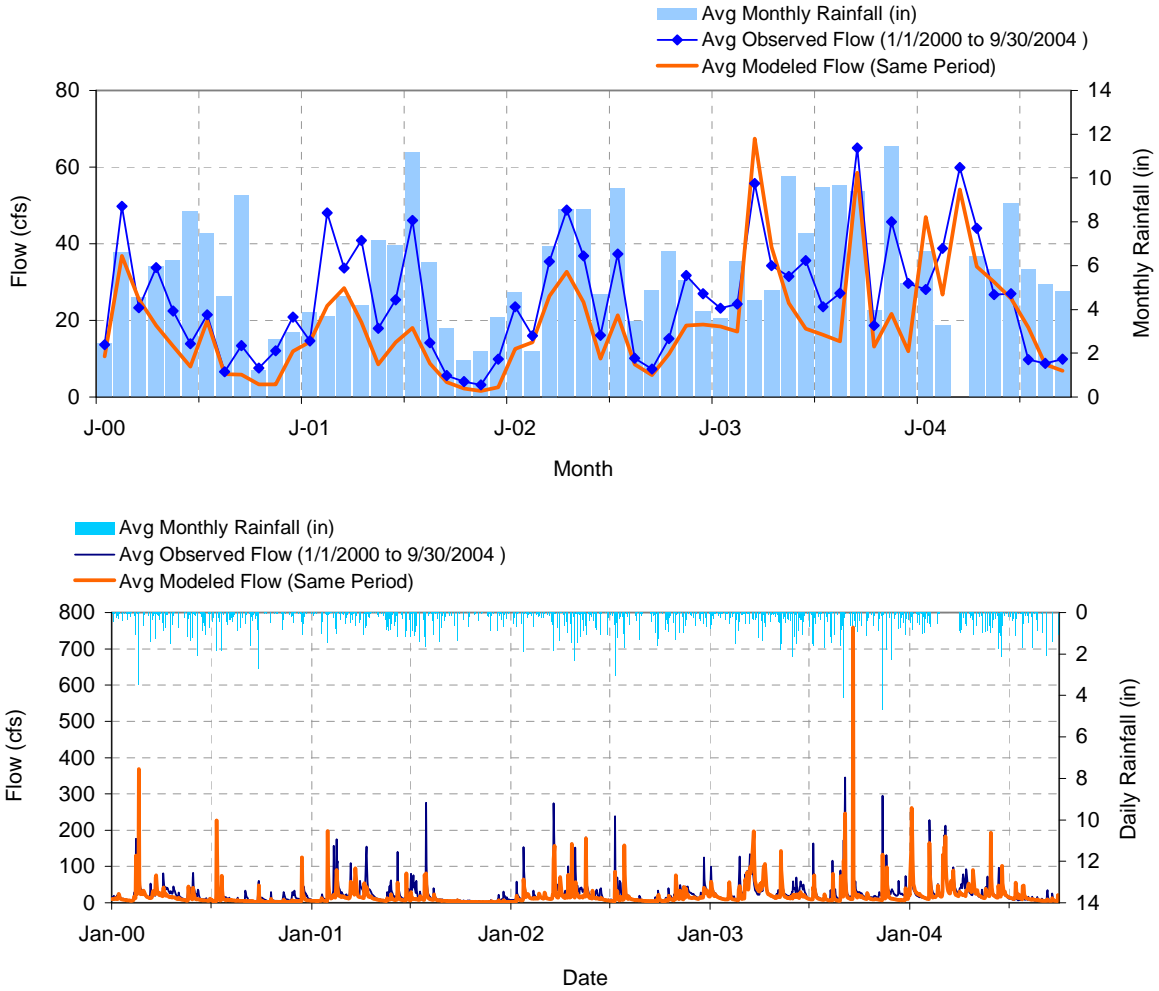 Avg Monthly Rainfall (in)
Avg Observed Flow (1/1/2000 to 9/30/2004 )
Avg Modeled Flow (Same Period)
80
60
40
20
0
Flow (cfs)
14
12
10
8
6
4
2
0
Monthly Rainfall (in)
J-00 J-01 J-02 J-03 J-04
Month
Avg Monthly Rainfall (in)
Avg Observed Flow (1/1/2000 to 9/30/2004 )
Avg Modeled Flow (Same Period)
800
700
600
500
400
300
200
100
0
Flow (cfs)
0
2
4
6
8
10
12
14
Daily Rainfall (in)
Jan-00 Jan-01 Jan-02 Jan-03 Jan-04
Date